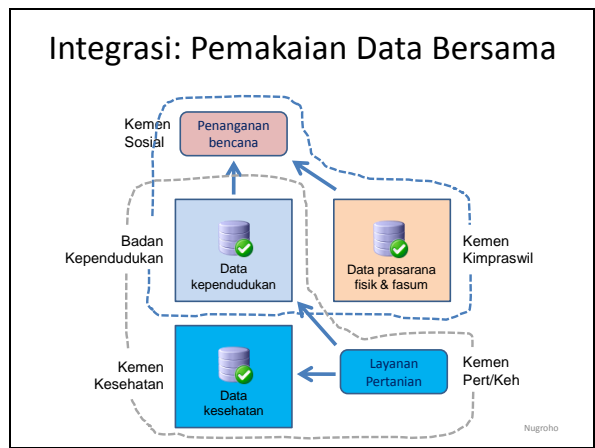 Integrasi: Pemakaian Data Bersama
Kemen
Sosial
Penanganan
bencana
Badan
Kependudukan
Data
kependudukan
Data prasarana
fisik & fasum
Kemen
Kimpraswil
Kemen
Kesehatan
Data
kesehatan
Layanan
Pertanian
Kemen
Pert/Keh
Nugroho